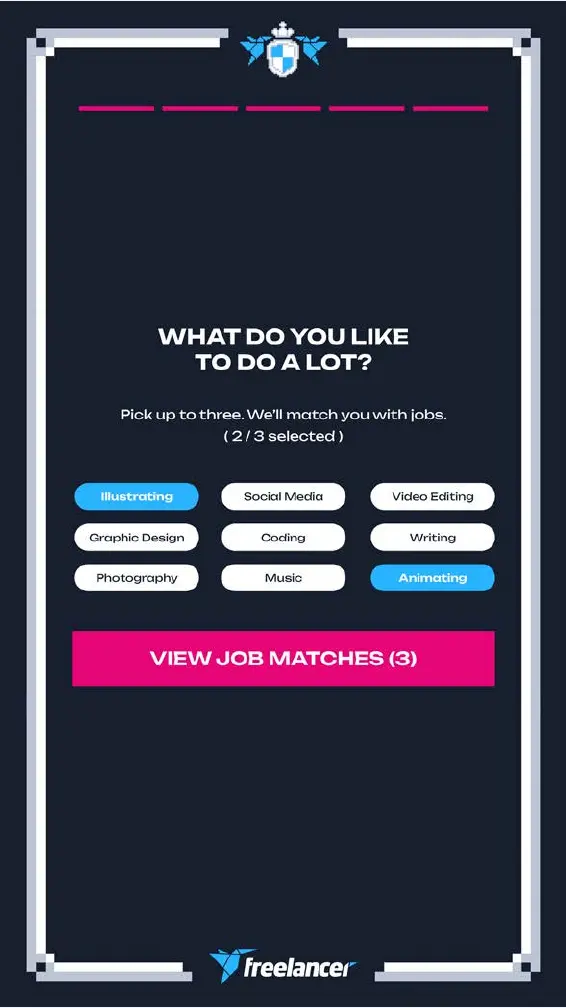 WHAT DO YOU LIKE
TO DO A LOT?
Pick up to three. We'll match you with jobs.
( 2 / 3 selected )
Illustrating Social Media Video Editing
Graphic Design Coding Writing
Photography Music Animating
VIEW JOB MATCHES (3)
freelancer